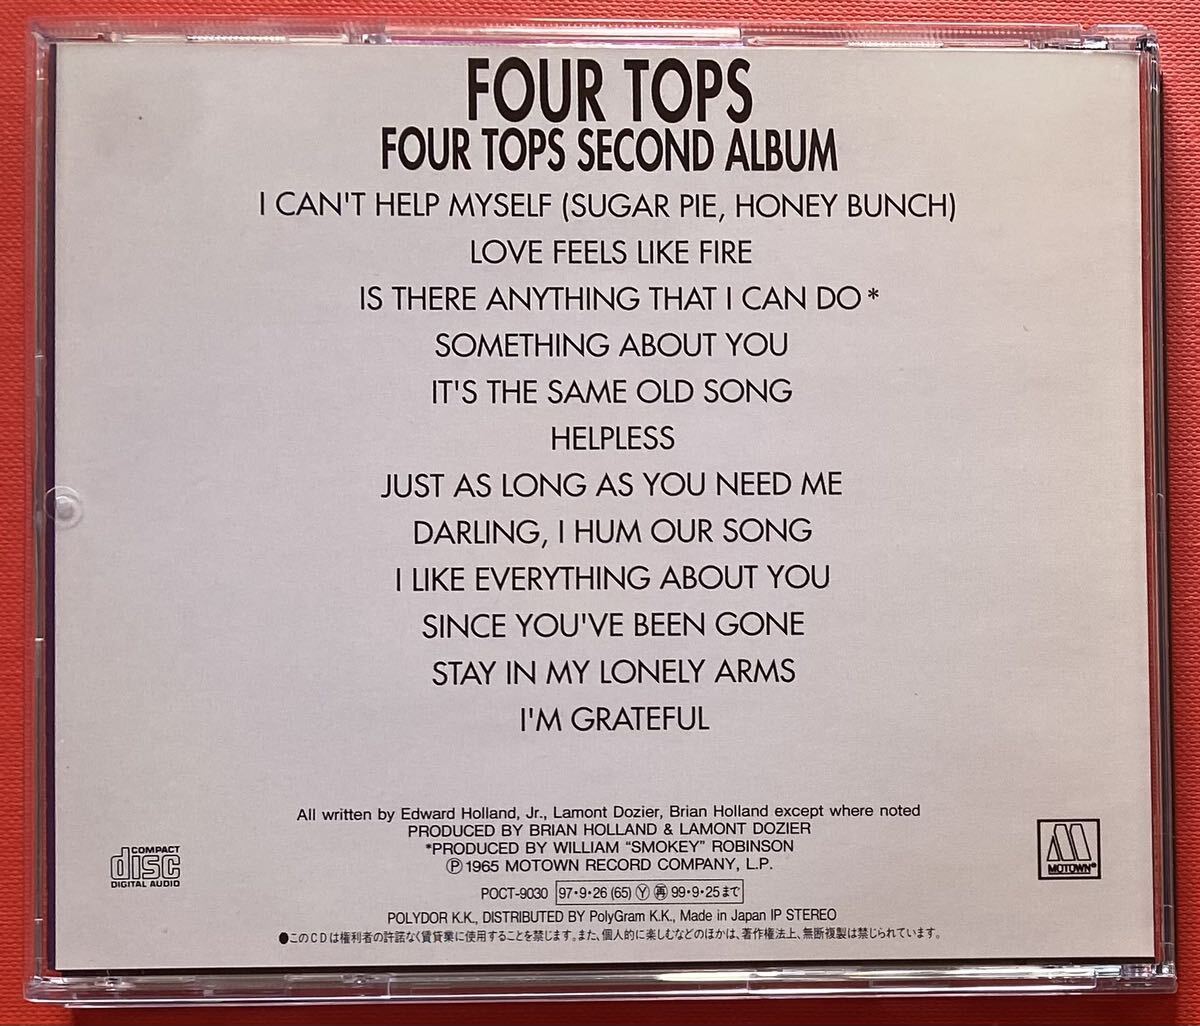 FOUR TOPS
FOUR TOPS SECOND ALBUM
I CAN'T HELP MYSELF (SUGAR PIE, HONEY BUNCH)
LOVE FEELS LIKE FIRE
IS THERE ANYTHING THAT I CAN DO *
SOMETHING ABOUT YOU
IT'S THE SAME OLD SONG
HELPLESS
JUST AS LONG AS YOU NEED ME
DARLING, I HUM OUR SONG
I LIKE EVERYTHING ABOUT YOU
SINCE YOU'VE BEEN GONE
STAY IN MY LONELY ARMS
I'M GRATEFUL
All written by Edward Holland, Jr., Lamont Dozier, Brian Holland except where noted
PRODUCED BY BRIAN HOLLAND & LAMONT DOZIER
*PRODUCED BY WILLIAM "SMOKEY" ROBINSON
Ⓟ1965 MOTOWN RECORD COMPANY, L.P.
COMPACT
disc
DIGITAL AUDIO
M
MOTOWN®
POCT-9030 97・9・26 (65) Ⓨ ㊢ 99・9・25まで
POLYDOR K.K., DISTRIBUTED BY PolyGram K.K., Made in Japan IP STEREO
●このCDは権利者の許諾なく賃貸業に使用することを禁じます。また、個人的に楽しむなどのほかは、著作権法上、無断複製は禁じられています。